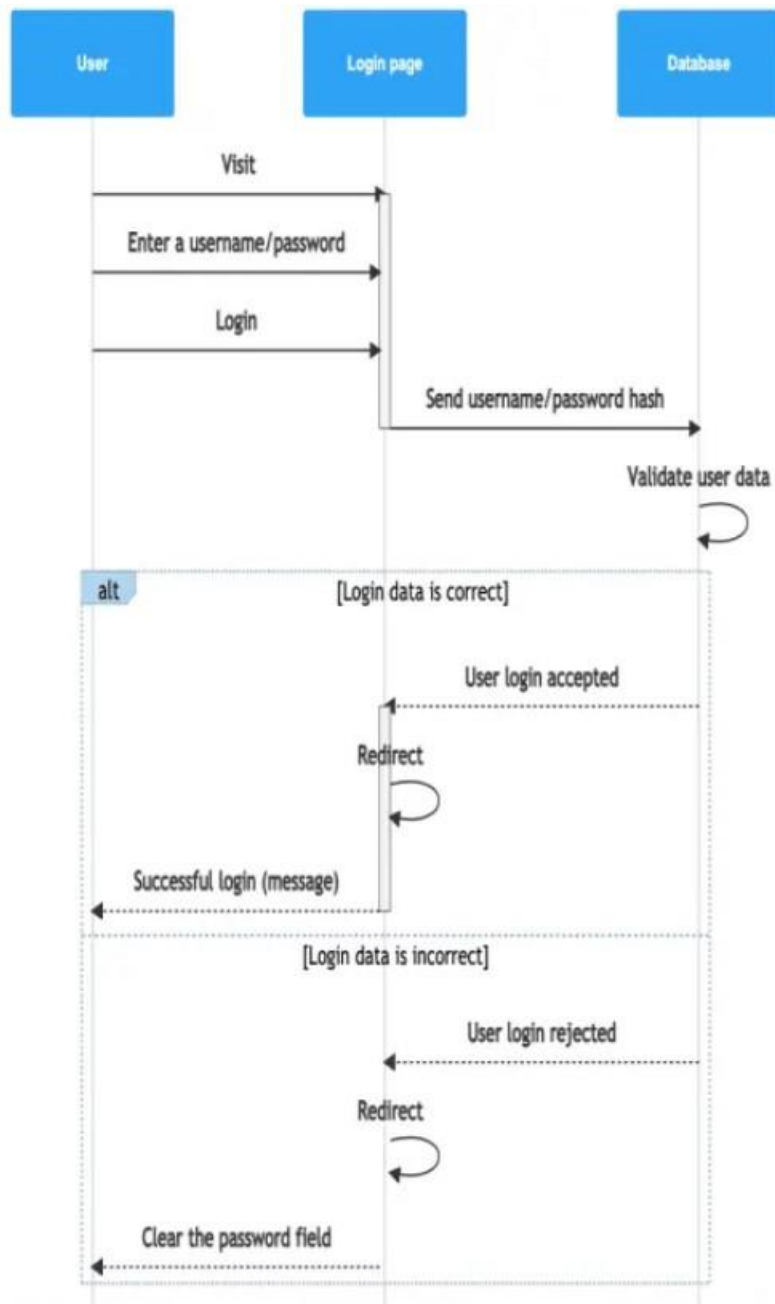 User
Login page
Database
Visit
Enter a username/password
Login
Send username/password hash
Validate user data
alt
[Login data is correct]
User login accepted
Redirect
Successful login (message)
[Login data is incorrect]
User login rejected
Redirect
Clear the password field